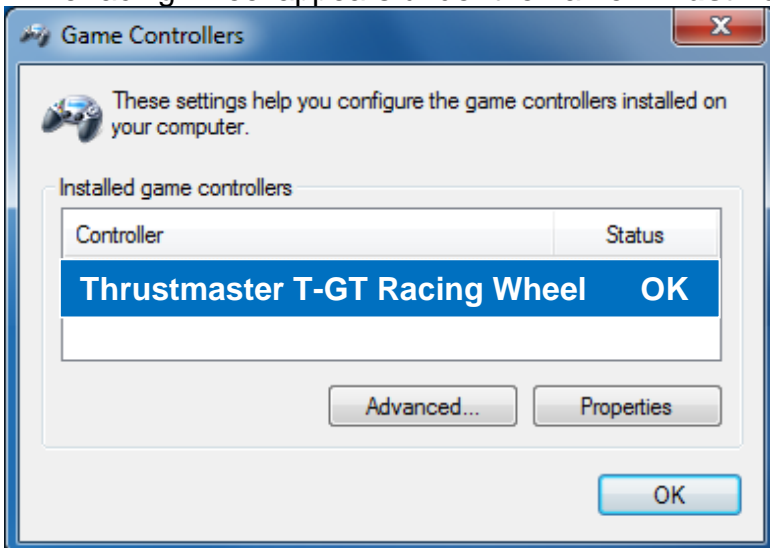 Game Controllers
These settings help you configure the game controllers installed on
your computer.
Installed game controllers
Controller Status
Thrustmaster T-GT Racing Wheel OK
Advanced... Properties
OK